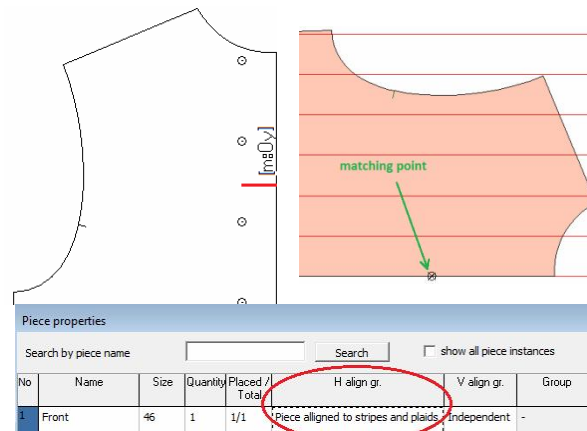 [m:0y]
matching point
Piece properties
Search by piece name
Search
show all piece instances
No Name Size Quantity Placed / Total H align gr. V align gr. Group
1 Front 46 1 1/1 Piece alligned to stripes and plaids Independent -